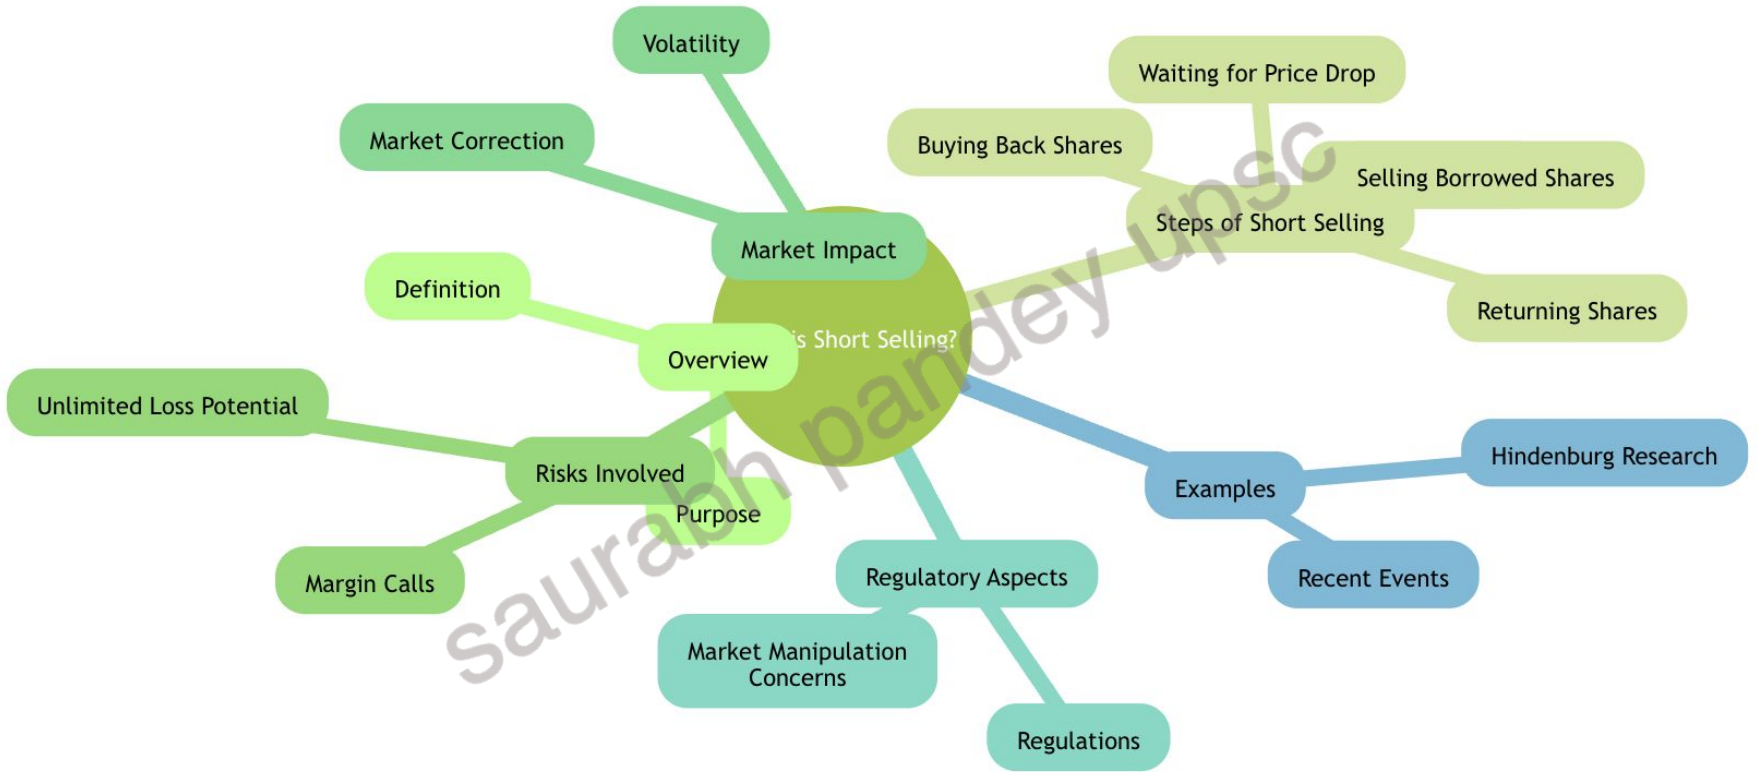 Volatility
Waiting for Price Drop
Market Correction
Buying Back Shares
Selling Borrowed Shares
Steps of Short Selling
Market Impact
Definition
Returning Shares
is Short Selling?
Overview
Unlimited Loss Potential
Hindenburg Research
Risks Involved
Examples
Purpose
Margin Calls
Regulatory Aspects
Recent Events
Market Manipulation
Concerns
Regulations
saurabh pandey upsc